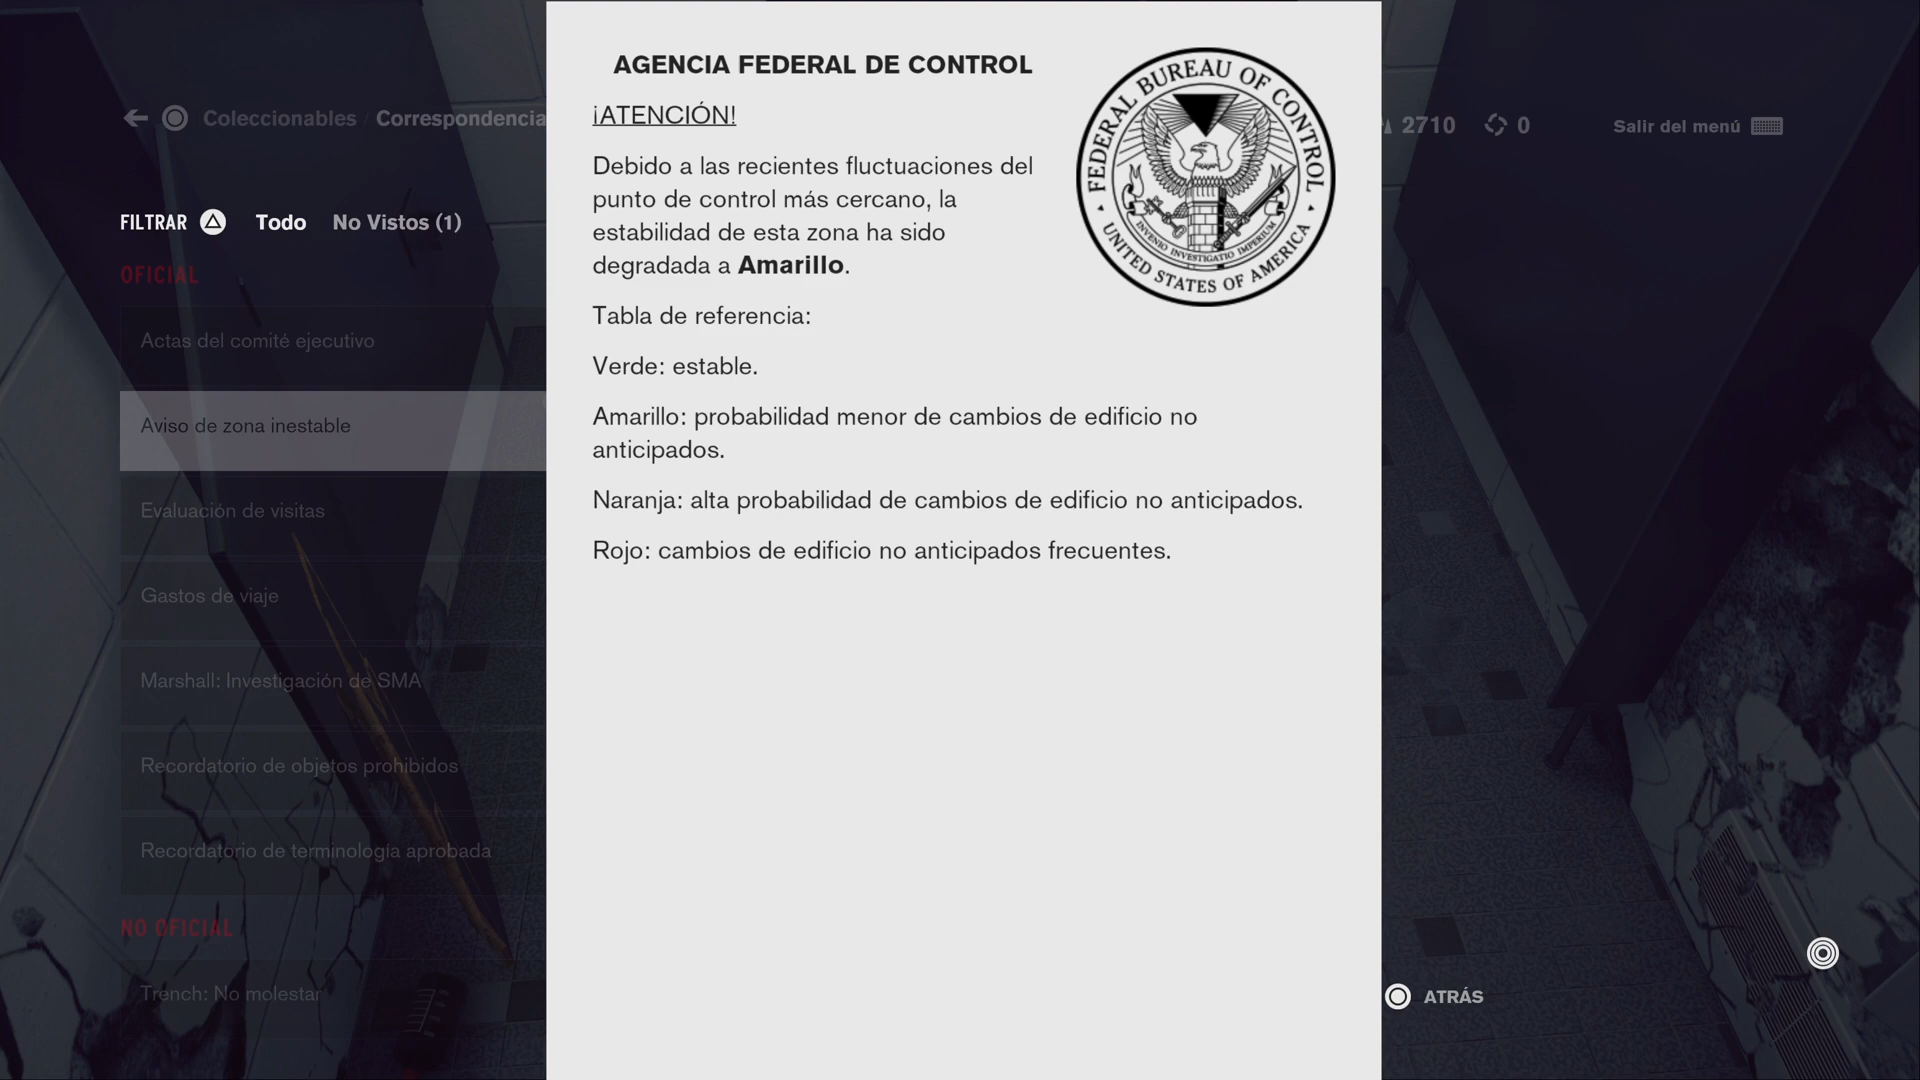 AGENCIA FEDERAL DE CONTROL
¡ATENCIÓN!
Debido a las recientes fluctuaciones del
punto de control más cercano, la
estabilidad de esta zona ha sido
degradada a Amarillo.
Tabla de referencia:
Verde: estable.
Amarillo: probabilidad menor de cambios de edificio no
anticipados.
Naranja: alta probabilidad de cambios de edificio no anticipados.
Rojo: cambios de edificio no anticipados frecuentes.
FEDERAL BUREAU OF CONTROL
UNITED STATES OF AMERICA
INVENIO INVESTIGATIO IMPERIUM
Coleccionables / Correspondencia
2710
0
Salir del menú
FILTRAR Todo No Vistos (1)
OFICIAL
Actas del comité ejecutivo
Aviso de zona inestable
Evaluación de visitas
Gastos de viaje
Marshall: Investigación de SMA
Recordatorio de objetos prohibidos
Recordatorio de terminología aprobada
NO OFICIAL
Trench: No molestar
ATRÁS